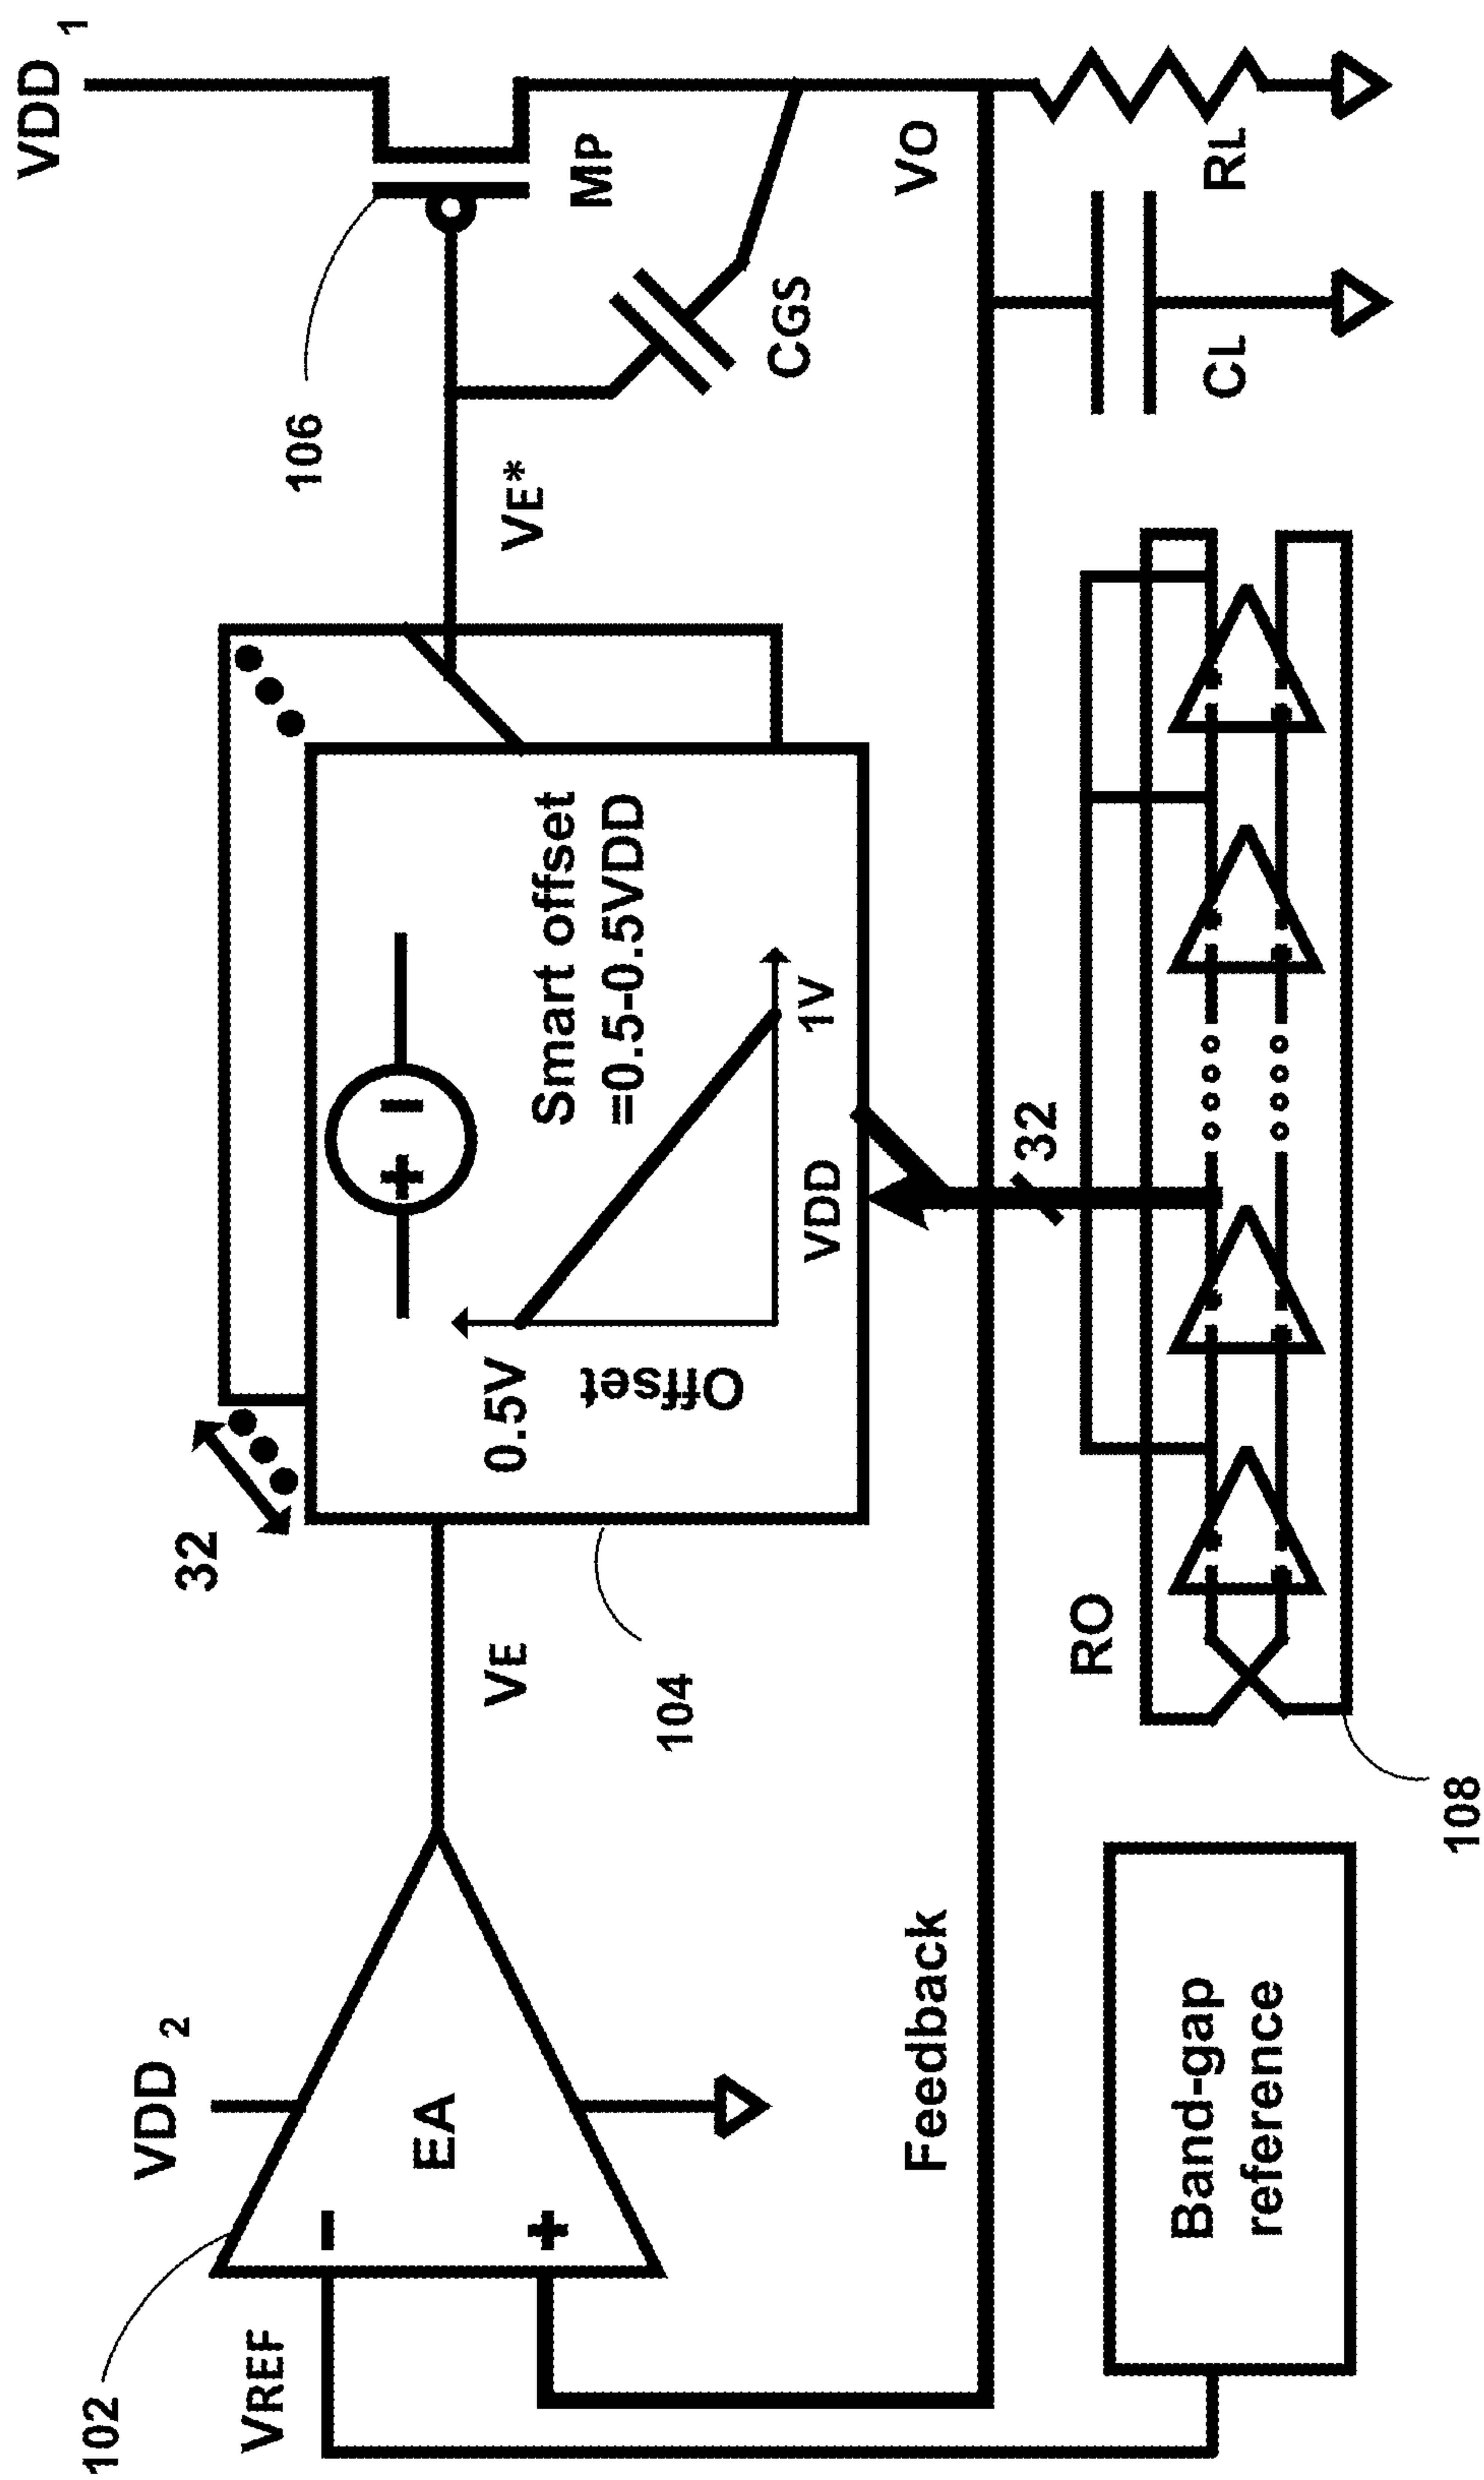 VDD 1
VDD 2
102
VREF
EA
−
+
VE
104
32
+ −
Smart offset
=0.5-0.5VDD
0.5V
Offset
VDD
1V
VE*
106
MP
CGS
VO
Feedback
32
RO
Band-gap
reference
108
CL
RL